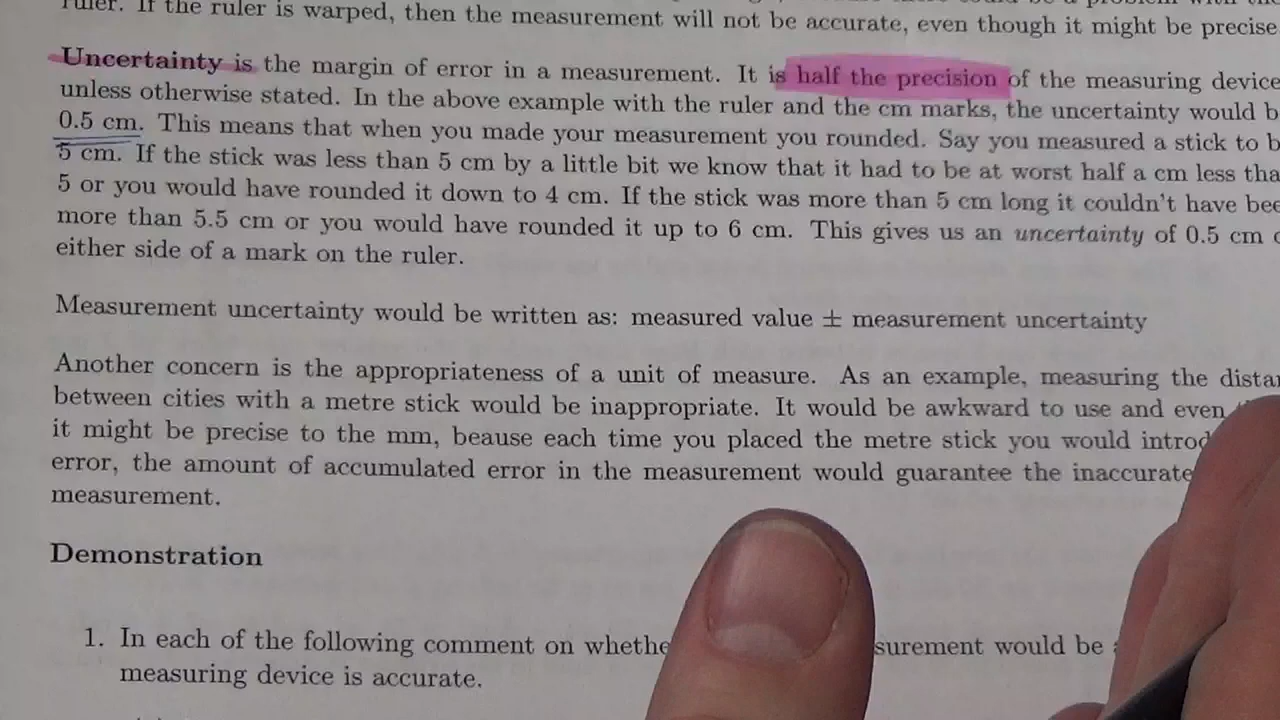 ruler. If the ruler is warped, then the measurement will not be accurate, even though it might be precise
Uncertainty is the margin of error in a measurement. It is half the precision of the measuring device
unless otherwise stated. In the above example with the ruler and the cm marks, the uncertainty would b
0.5 cm. This means that when you made your measurement you rounded. Say you measured a stick to b
5 cm. If the stick was less than 5 cm by a little bit we know that it had to be at worst half a cm less tha
5 or you would have rounded it down to 4 cm. If the stick was more than 5 cm long it couldn't have bee
more than 5.5 cm or you would have rounded it up to 6 cm. This gives us an uncertainty of 0.5 cm
either side of a mark on the ruler.
Measurement uncertainty would be written as: measured value ± measurement uncertainty
Another concern is the appropriateness of a unit of measure. As an example, measuring the distan
between cities with a metre stick would be inappropriate. It would be awkward to use and even
it might be precise to the mm, beause each time you placed the metre stick you would introd
error, the amount of accumulated error in the measurement would guarantee the inaccurate
measurement.
Demonstration
1. In each of the following comment on whethe surement would be
measuring device is accurate.